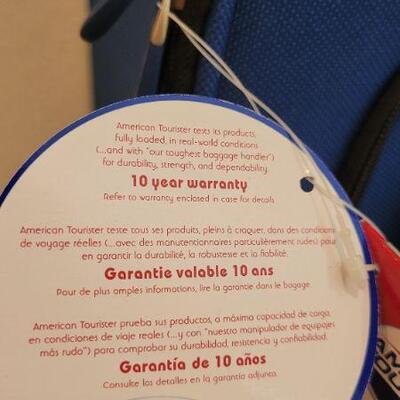 American Tourister tests its products,
fully loaded, in real-world conditions
(...and with "our toughest baggage handler")
for durability, strength, and dependability.
10 year warranty
Refer to warranty enclosed in case for details
American Tourister teste tous ses produits, pleins à craquer, dans des conditions
de voyage réelles (...avec des manutentionnaires particulièrement rudes) pour
en garantir la durabilité, la robustesse et la fiabilité.
Garantie valable 10 ans
Pour de plus amples informations, lire la garantie dans le bagage.
American Tourister prueba sus productos, a máxima capacidad de carga,
en condiciones de viaje reales (...y con "nuestro manipulador de equipajes
más rudo") para comprobar su durabilidad, resistencia y confiabilidad.
Garantía de 10 años
Consulte los detalles en la garantía adjunta.